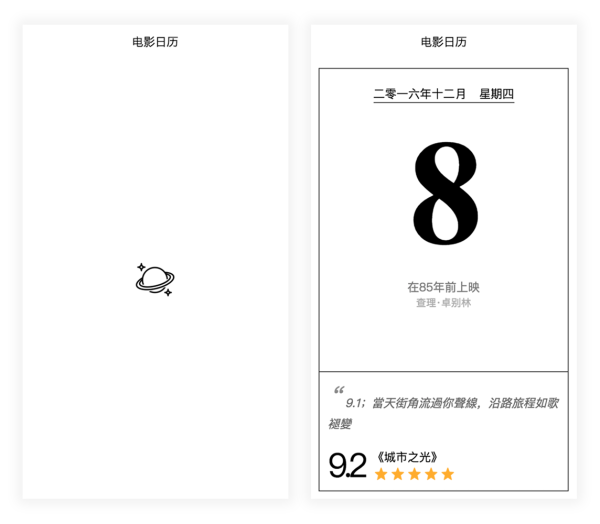 电影日历
电影日历
二零一六年十二月 星期四
8
在85年前上映
查理·卓别林
“
9.1；當天街角流過你聲線，沿路旅程如歌
褪變
9.2
《城市之光》